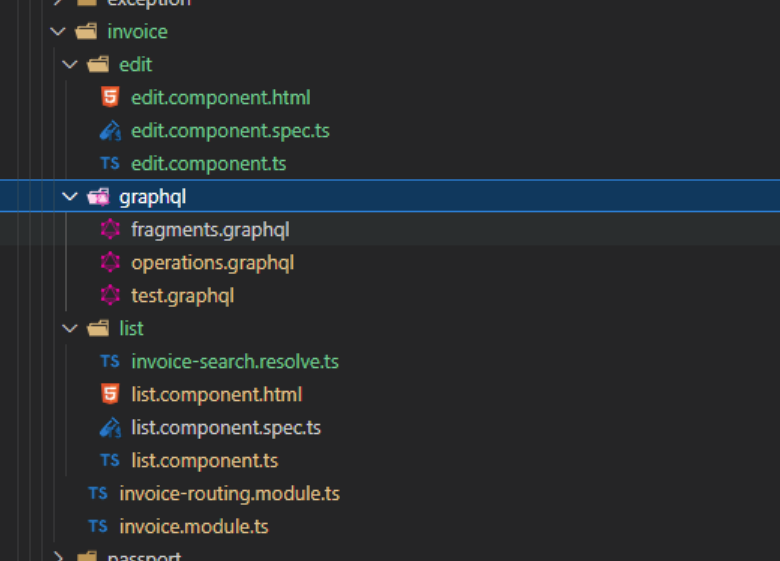 exception
invoice
edit
edit.component.html
edit.component.spec.ts
TS edit.component.ts
graphql
fragments.graphql
operations.graphql
test.graphql
list
TS invoice-search.resolve.ts
list.component.html
list.component.spec.ts
TS list.component.ts
TS invoice-routing.module.ts
TS invoice.module.ts
passport